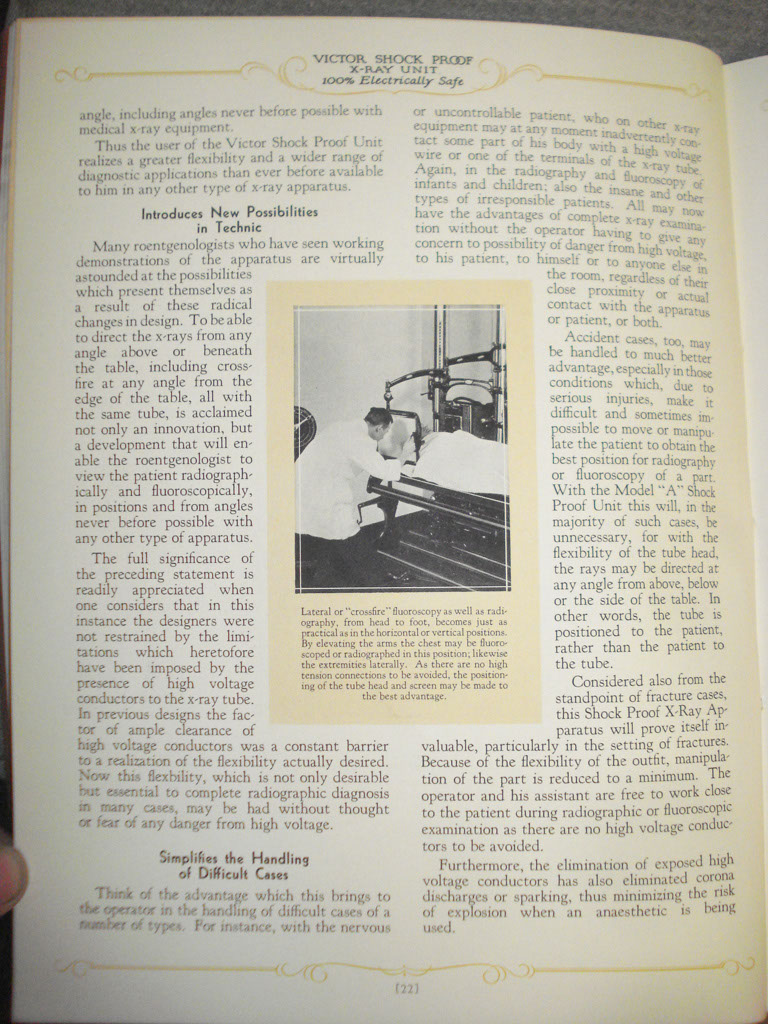 VICTOR SHOCK PROOF
X-RAY UNIT
100% Electrically Safe
angle, including angles never before possible with
medical x-ray equipment.
Thus the user of the Victor Shock Proof Unit
realizes a greater flexibility and a wider range of
diagnostic applications than ever before available
to him in any other type of x-ray apparatus.
Introduces New Possibilities
in Technic
Many roentgenologists who have seen working
demonstrations of the apparatus are virtually
astounded at the possibilities
which present themselves as
a result of these radical
changes in design. To be able
to direct the x-rays from any
angle above or beneath
the table, including cross-
fire at any angle from the
edge of the table, all with
the same tube, is acclaimed
not only an innovation, but
a development that will en-
able the roentgenologist to
view the patient radiograph-
ically and fluoroscopically,
in positions and from angles
never before possible with
any other type of apparatus.
The full significance of
the preceding statement is
readily appreciated when
one considers that in this
instance the designers were
not restrained by the limi-
tations which heretofore
have been imposed by the
presence of high voltage
conductors to the x-ray tube.
In previous designs the fac-
tor of ample clearance of
high voltage conductors was a constant barrier
to a realization of the flexibility actually desired.
Now this flexbility, which is not only desirable
but essential to complete radiographic diagnosis
in many cases, may be had without thought
or fear of any danger from high voltage.
Simplifies the Handling
of Difficult Cases
Think of the advantage which this brings to
the operator in the handling of difficult cases of a
number of types. For instance, with the nervous
or uncontrollable patient, who on other x-ray
equipment may at any moment inadvertently con-
tact some part of his body with a high voltage
wire or one of the terminals of the x-ray tube.
Again, in the radiography and fluoroscopy of
infants and children; also the insane and other
types of irresponsible patients. All may now
have the advantages of complete x-ray examina-
tion without the operator having to give any
concern to possibility of danger from high voltage,
to his patient, to himself or to anyone else in
the room, regardless of their
close proximity or actual
contact with the apparatus
or patient, or both.
Accident cases, too, may
be handled to much better
advantage, especially in those
conditions which, due to
serious injuries, make it
difficult and sometimes im-
possible to move or manipu-
late the patient to obtain the
best position for radiography
or fluoroscopy of a part.
With the Model "A" Shock
Proof Unit this will, in the
majority of such cases, be
unnecessary, for with the
flexibility of the tube head,
the rays may be directed at
any angle from above, below
or the side of the table. In
other words, the tube is
positioned to the patient,
rather than the patient to
the tube.
Considered also from the
standpoint of fracture cases,
this Shock Proof X-Ray Ap-
paratus will prove itself in-
valuable, particularly in the setting of fractures.
Because of the flexibility of the outfit, manipula-
tion of the part is reduced to a minimum. The
operator and his assistant are free to work close
to the patient during radiographic or fluoroscopic
examination as there are no high voltage conduc-
tors to be avoided.
Furthermore, the elimination of exposed high
voltage conductors has also eliminated corona
discharges or sparking, thus minimizing the risk
of explosion when an anaesthetic is being
used.
Lateral or "crossfire" fluoroscopy as well as radi-
ography, from head to foot, becomes just as
practical as in the horizontal or vertical positions.
By elevating the arms the chest may be fluoro-
scoped or radiographed in this position; likewise
the extremities laterally. As there are no high
tension connections to be avoided, the position-
ing of the tube head and screen may be made to
the best advantage.
[22]